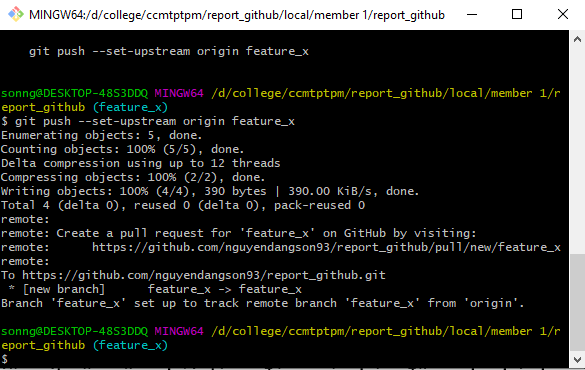 MINGW64:/d/college/ccmtptpm/report_github/local/member 1/report_github
git push --set-upstream origin feature_x
sonng@DESKTOP-48S3DDQ MINGW64 /d/college/ccmtptpm/report_github/local/member 1/r
eport_github (feature_x)
$ git push --set-upstream origin feature_x
Enumerating objects: 5, done.
Counting objects: 100% (5/5), done.
Delta compression using up to 12 threads
Compressing objects: 100% (2/2), done.
Writing objects: 100% (4/4), 390 bytes | 390.00 KiB/s, done.
Total 4 (delta 0), reused 0 (delta 0), pack-reused 0
remote:
remote: Create a pull request for 'feature_x' on GitHub by visiting:
remote:      https://github.com/nguyendangson93/report_github/pull/new/feature_x
remote:
To https://github.com/nguyendangson93/report_github.git
 * [new branch]      feature_x -> feature_x
Branch 'feature_x' set up to track remote branch 'feature_x' from 'origin'.
sonng@DESKTOP-48S3DDQ MINGW64 /d/college/ccmtptpm/report_github/local/member 1/r
eport_github (feature_x)
$